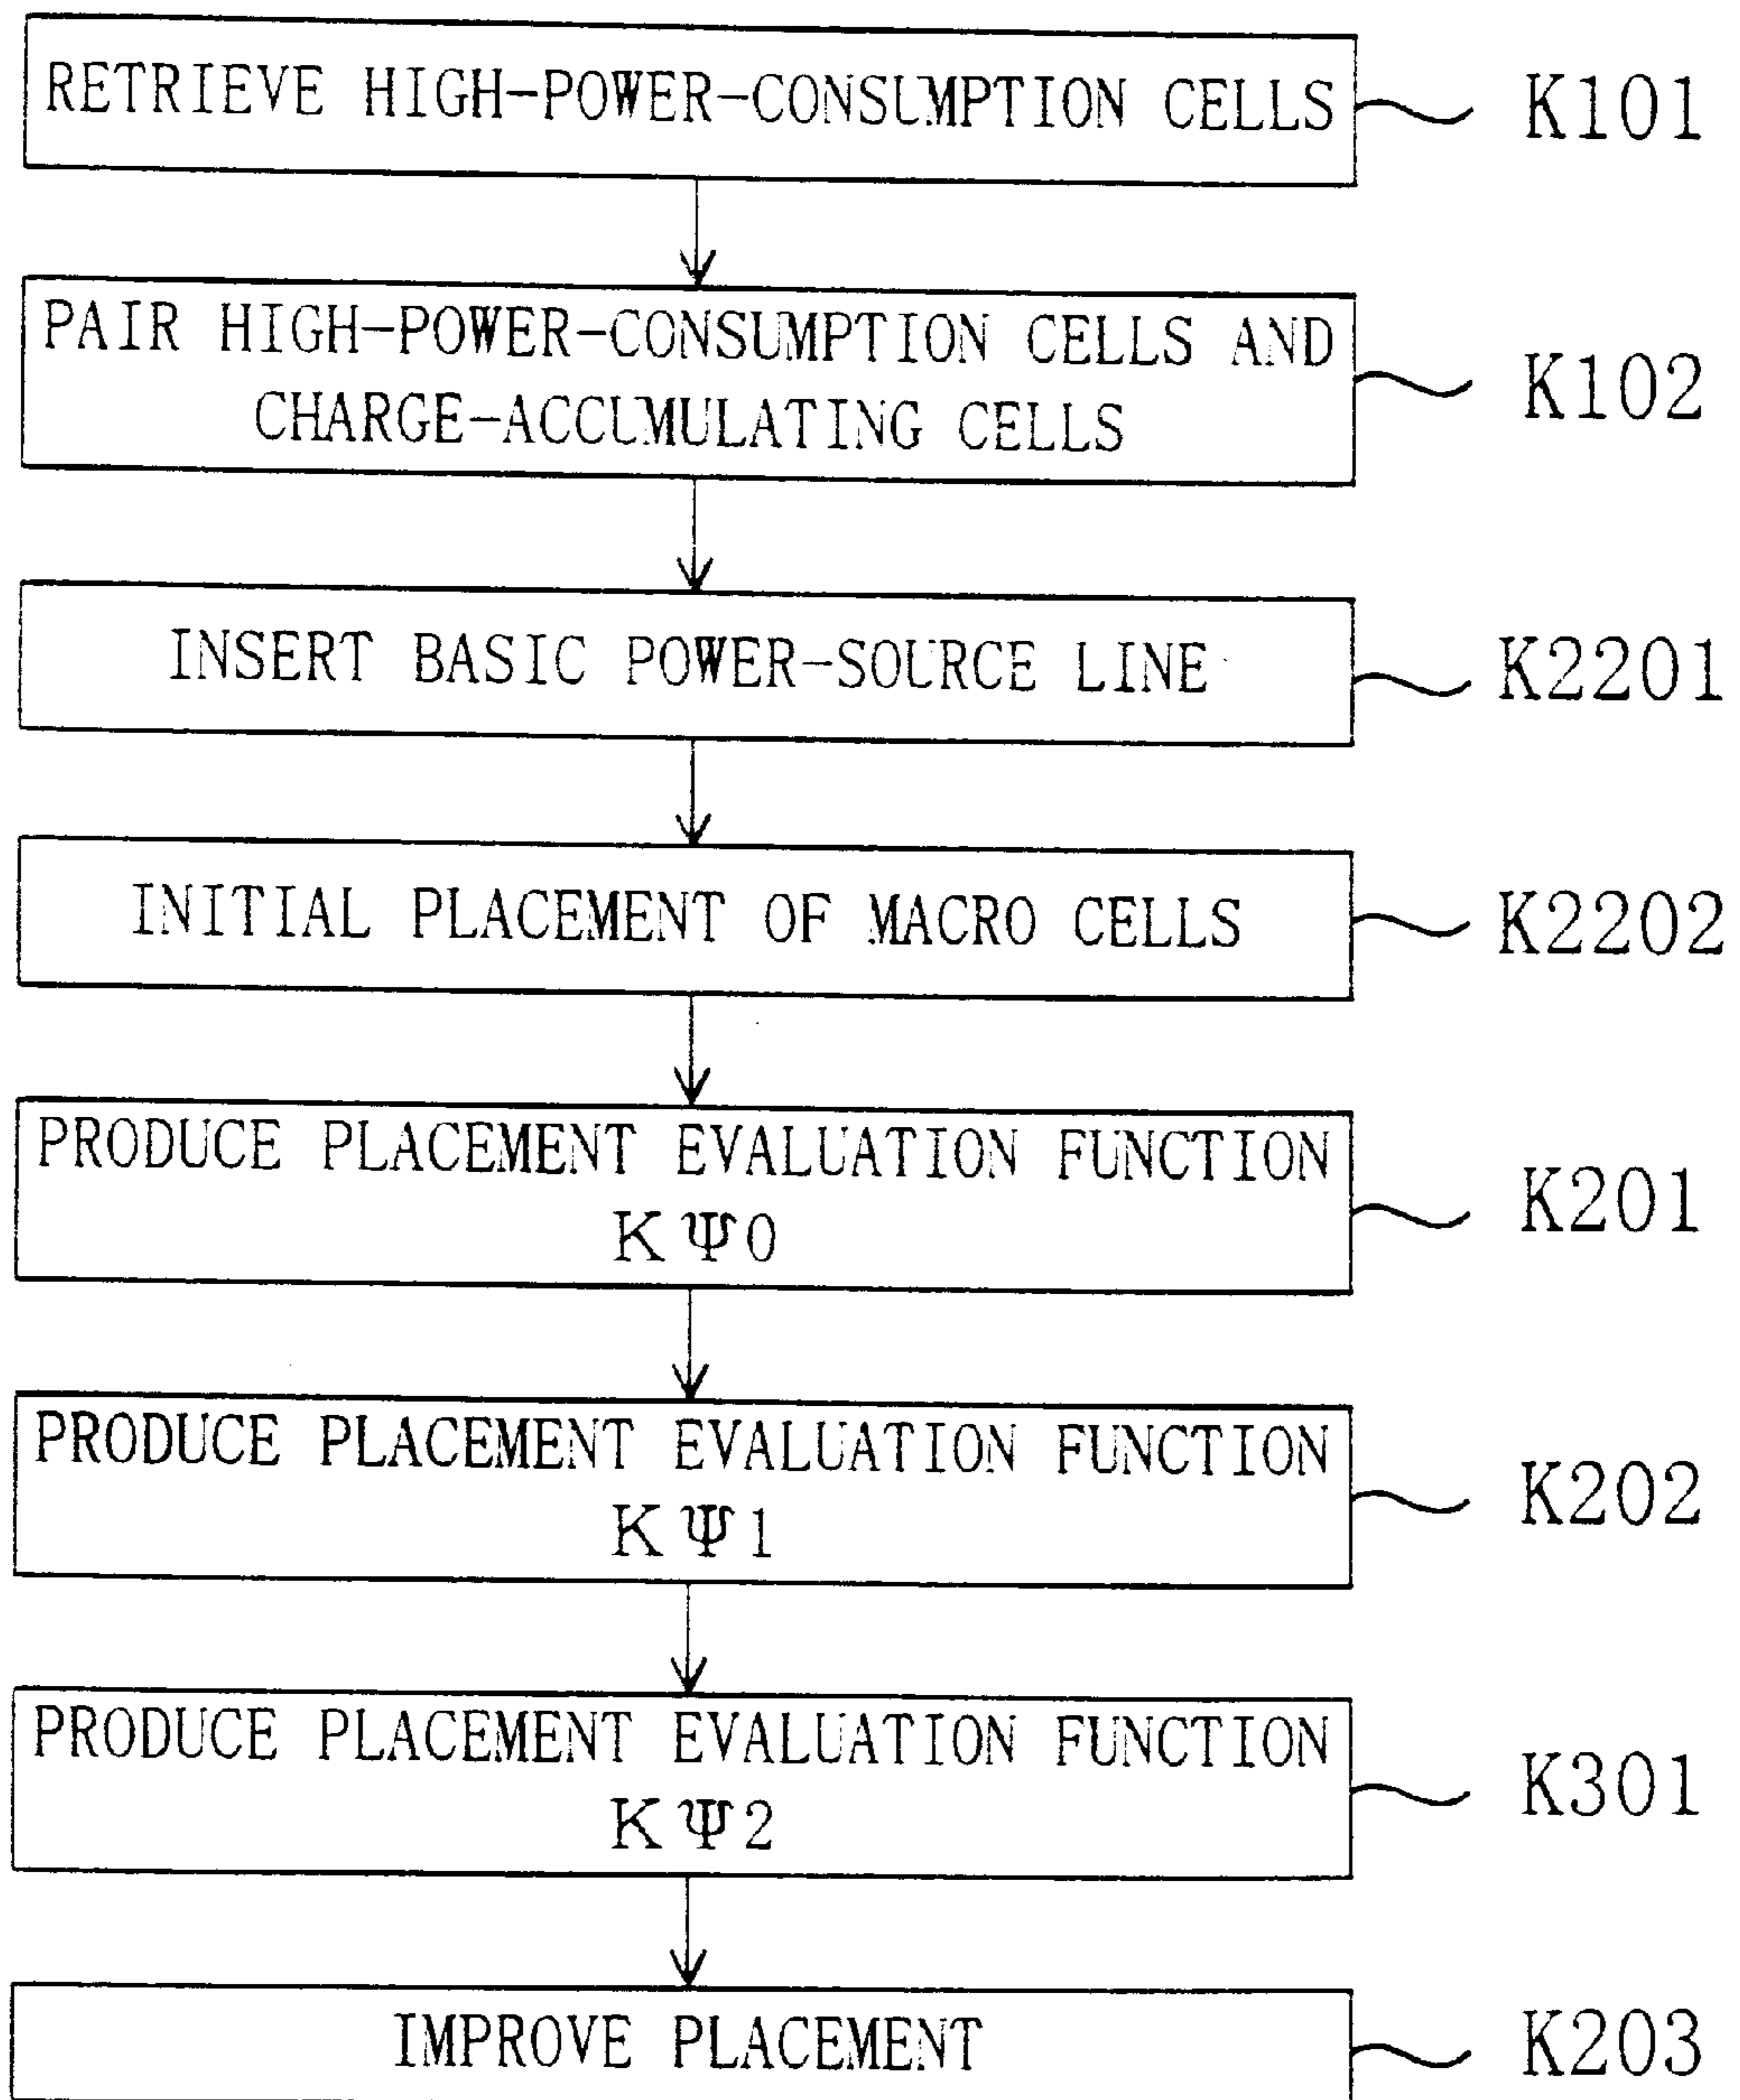 RETRIEVE HIGH-POWER-CONSUMPTION CELLS K101
PAIR HIGH-POWER-CONSUMPTION CELLS AND
CHARGE-ACCUMULATING CELLS K102
INSERT BASIC POWER-SOURCE LINE K2201
INITIAL PLACEMENT OF MACRO CELLS K2202
PRODUCE PLACEMENT EVALUATION FUNCTION
KΨ0 K201
PRODUCE PLACEMENT EVALUATION FUNCTION
KΨ1 K202
PRODUCE PLACEMENT EVALUATION FUNCTION
KΨ2 K301
IMPROVE PLACEMENT K203